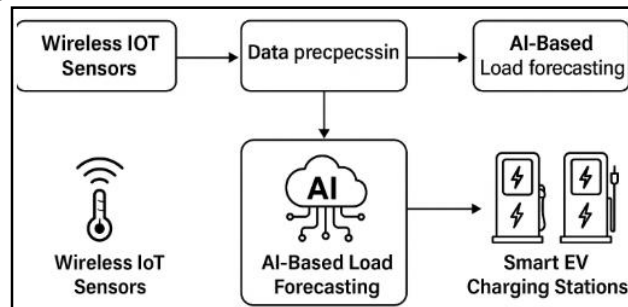 Wireless IOT
Sensors
Data precpecssin
AI-Based
Load forecasting
AI
Wireless IoT
Sensors
AI-Based Load
Forecasting
Smart EV
Charging Stations